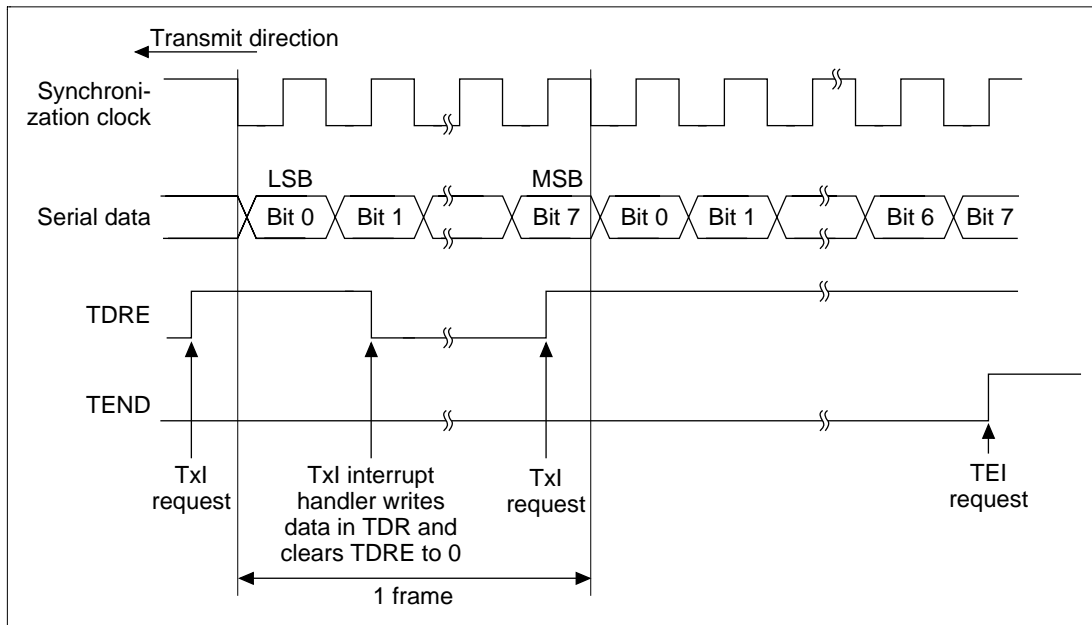 Transmit direction
Synchroni-
zation clock
LSB
MSB
Serial data
Bit 0
Bit 1
Bit 7
Bit 0
Bit 1
Bit 6
Bit 7
TDRE
TEND
TxI
request
TxI interrupt
handler writes
data in TDR and
clears TDRE to 0
TxI
request
TEI
request
1 frame